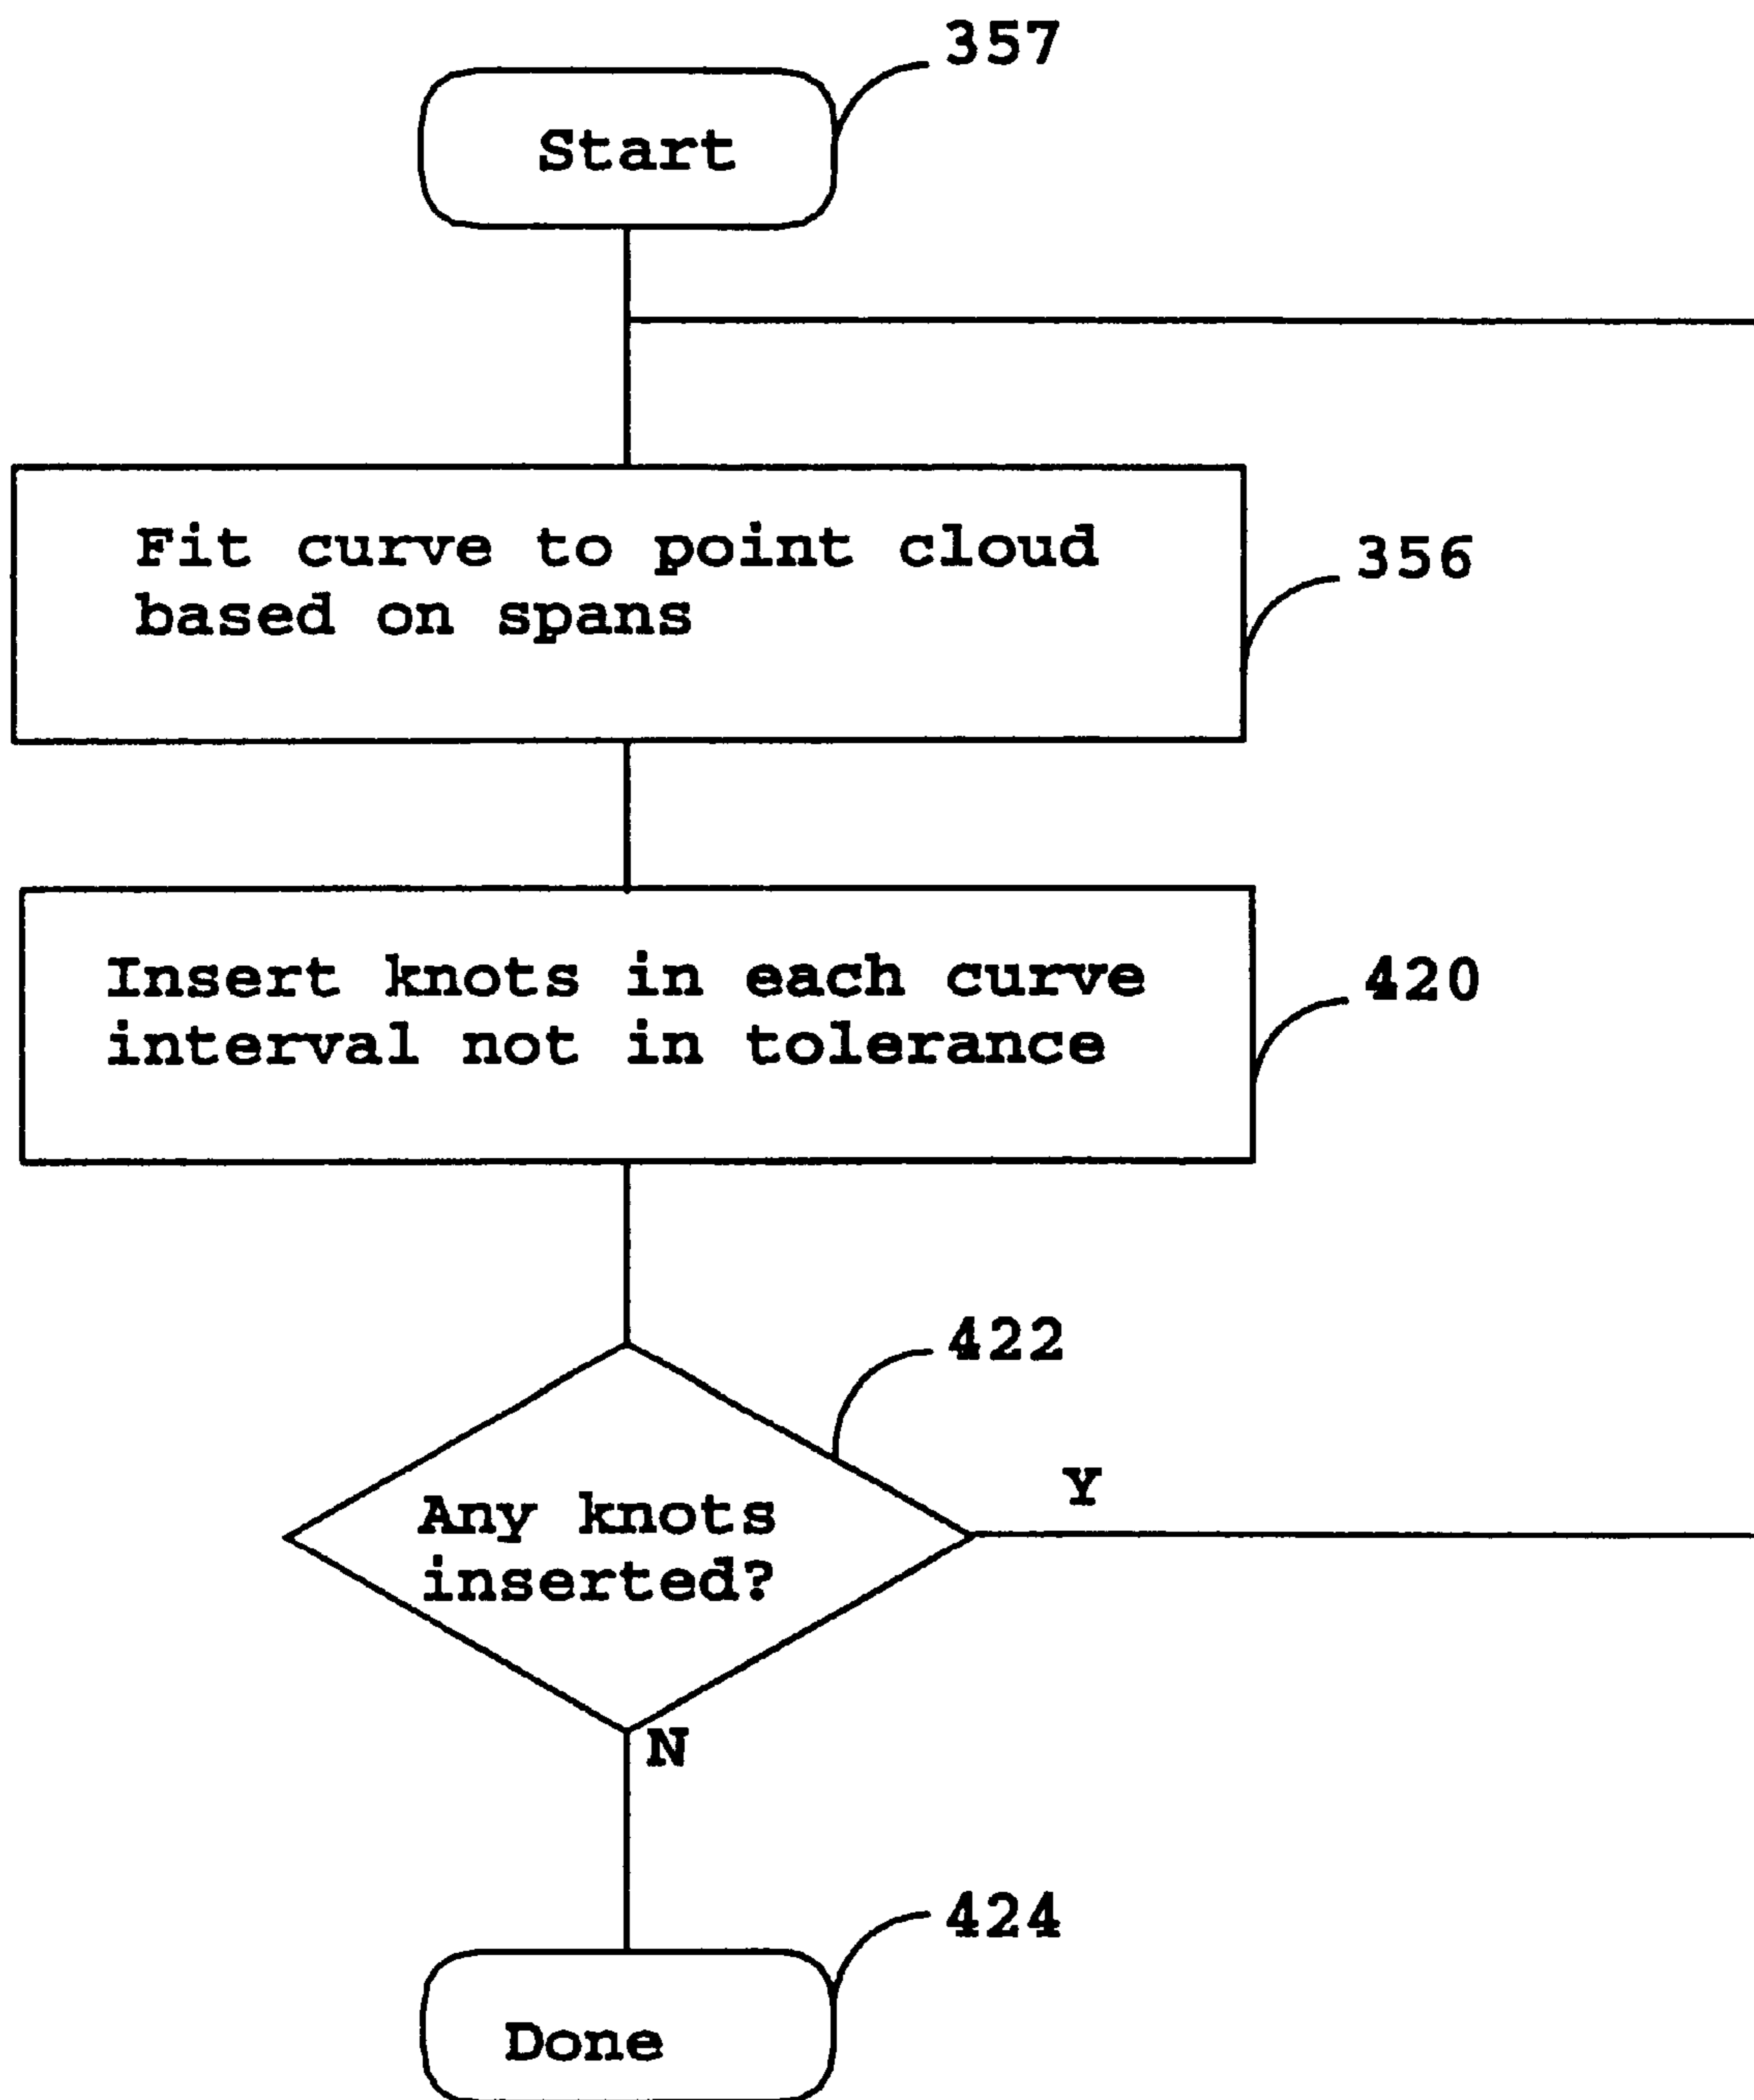 357
Start
Fit curve to point cloud
based on spans
356
Insert knots in each curve
interval not in tolerance
420
422
Y
Any knots
inserted?
N
424
Done